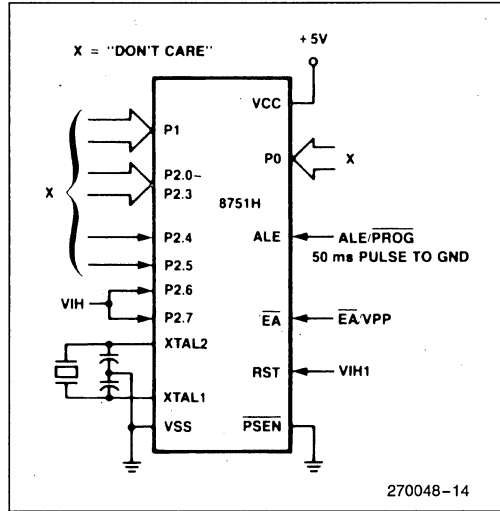 X = "DON'T CARE"
+5V
VCC
P1
P0
X
P2.0–
P2.3
X
8751H
P2.4
ALE
ALE/PROG
50 ms PULSE TO GND
P2.5
P2.6
VIH
P2.7
EA
EA/VPP
XTAL2
RST
VIH1
XTAL1
VSS
PSEN
270048–14